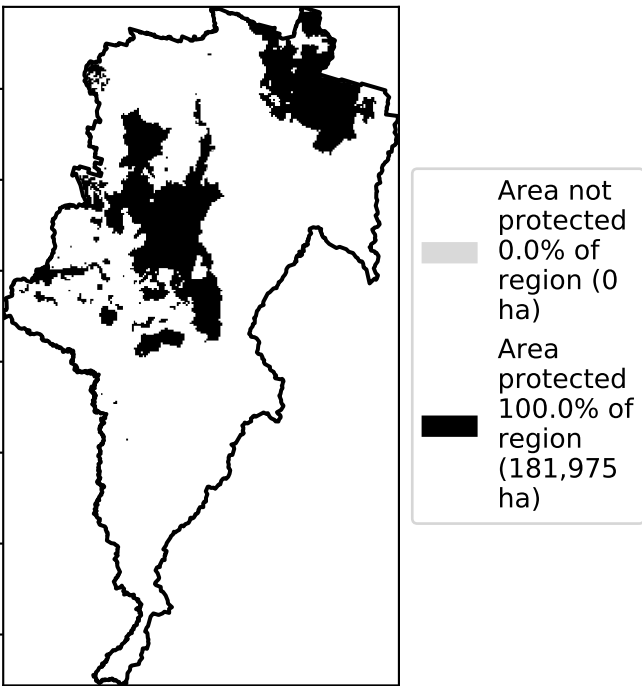 Area not
protected
0.0% of
region (0
ha)
Area
protected
100.0% of
region
(181,975
ha)